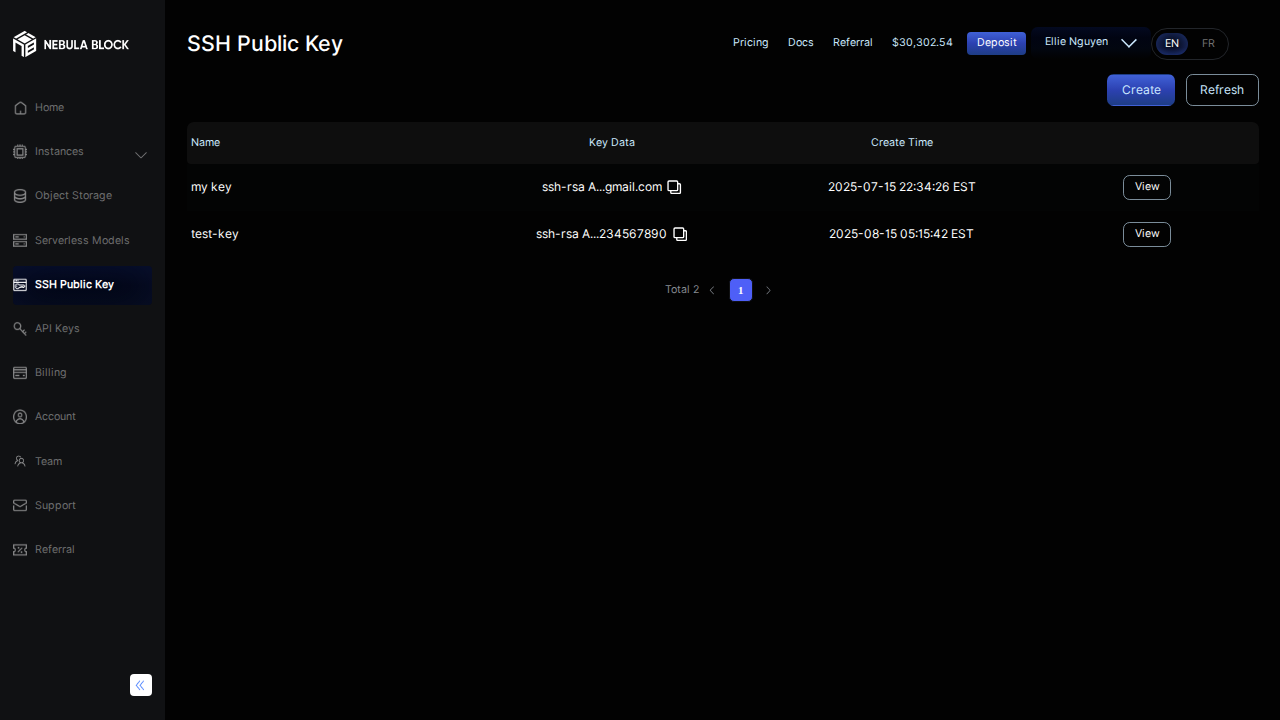 NEBULA BLOCK
Home
Instances
Object Storage
Serverless Models
SSH Public Key
API Keys
Billing
Account
Team
Support
Referral
SSH Public Key
Pricing Docs Referral $30,302.54 Deposit Ellie Nguyen EN FR
Create Refresh
Name Key Data Create Time
my key ssh-rsa A...gmail.com 2025-07-15 22:34:26 EST View
test-key ssh-rsa A...234567890 2025-08-15 05:15:42 EST View
Total 2 1